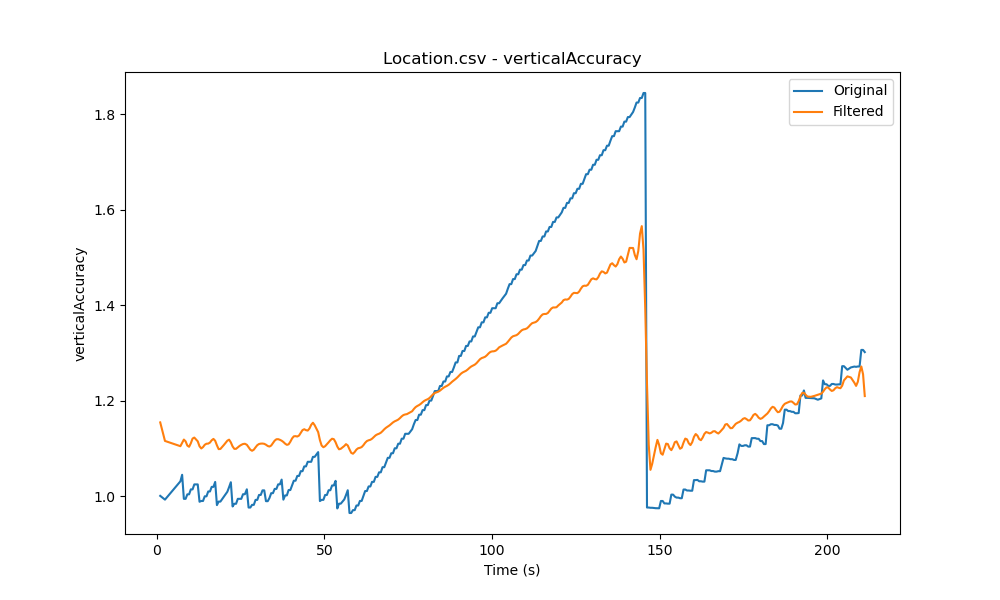 Location.csv - verticalAccuracy
Original
Filtered
verticalAccuracy
1.8
1.6
1.4
1.2
1.0
0 50 100 150 200
Time (s)